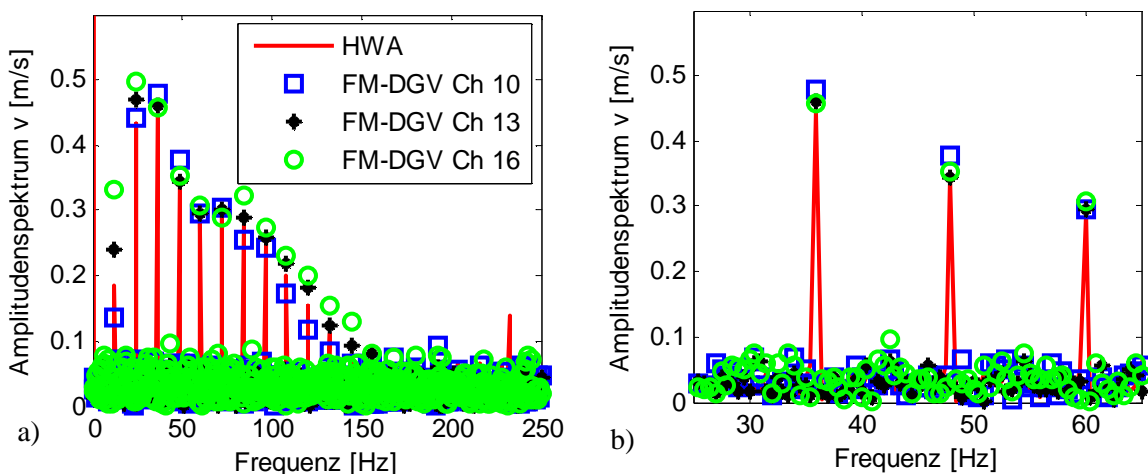 Amplitudenspektrum v [m/s]
0.5
0.4
0.3
0.2
0.1
0
0
50
100
150
200
250
Frequenz [Hz]
HWA
FM-DGV Ch 10
FM-DGV Ch 13
FM-DGV Ch 16
a)
Amplitudenspektrum v [m/s]
0.5
0.4
0.3
0.2
0.1
0
30
40
50
60
Frequenz [Hz]
b)